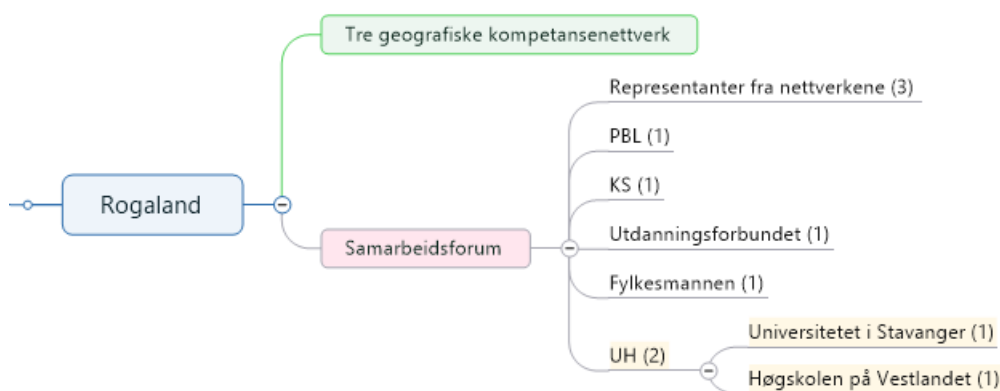 Tre geografiske kompetansenettverk
Representanter fra nettverkene (3)
PBL (1)
KS (1)
Rogaland
Utdanningsforbundet (1)
Samarbeidsforum
Fylkesmannen (1)
Universitetet i Stavanger (1)
UH (2)
Høgskolen på Vestlandet (1)